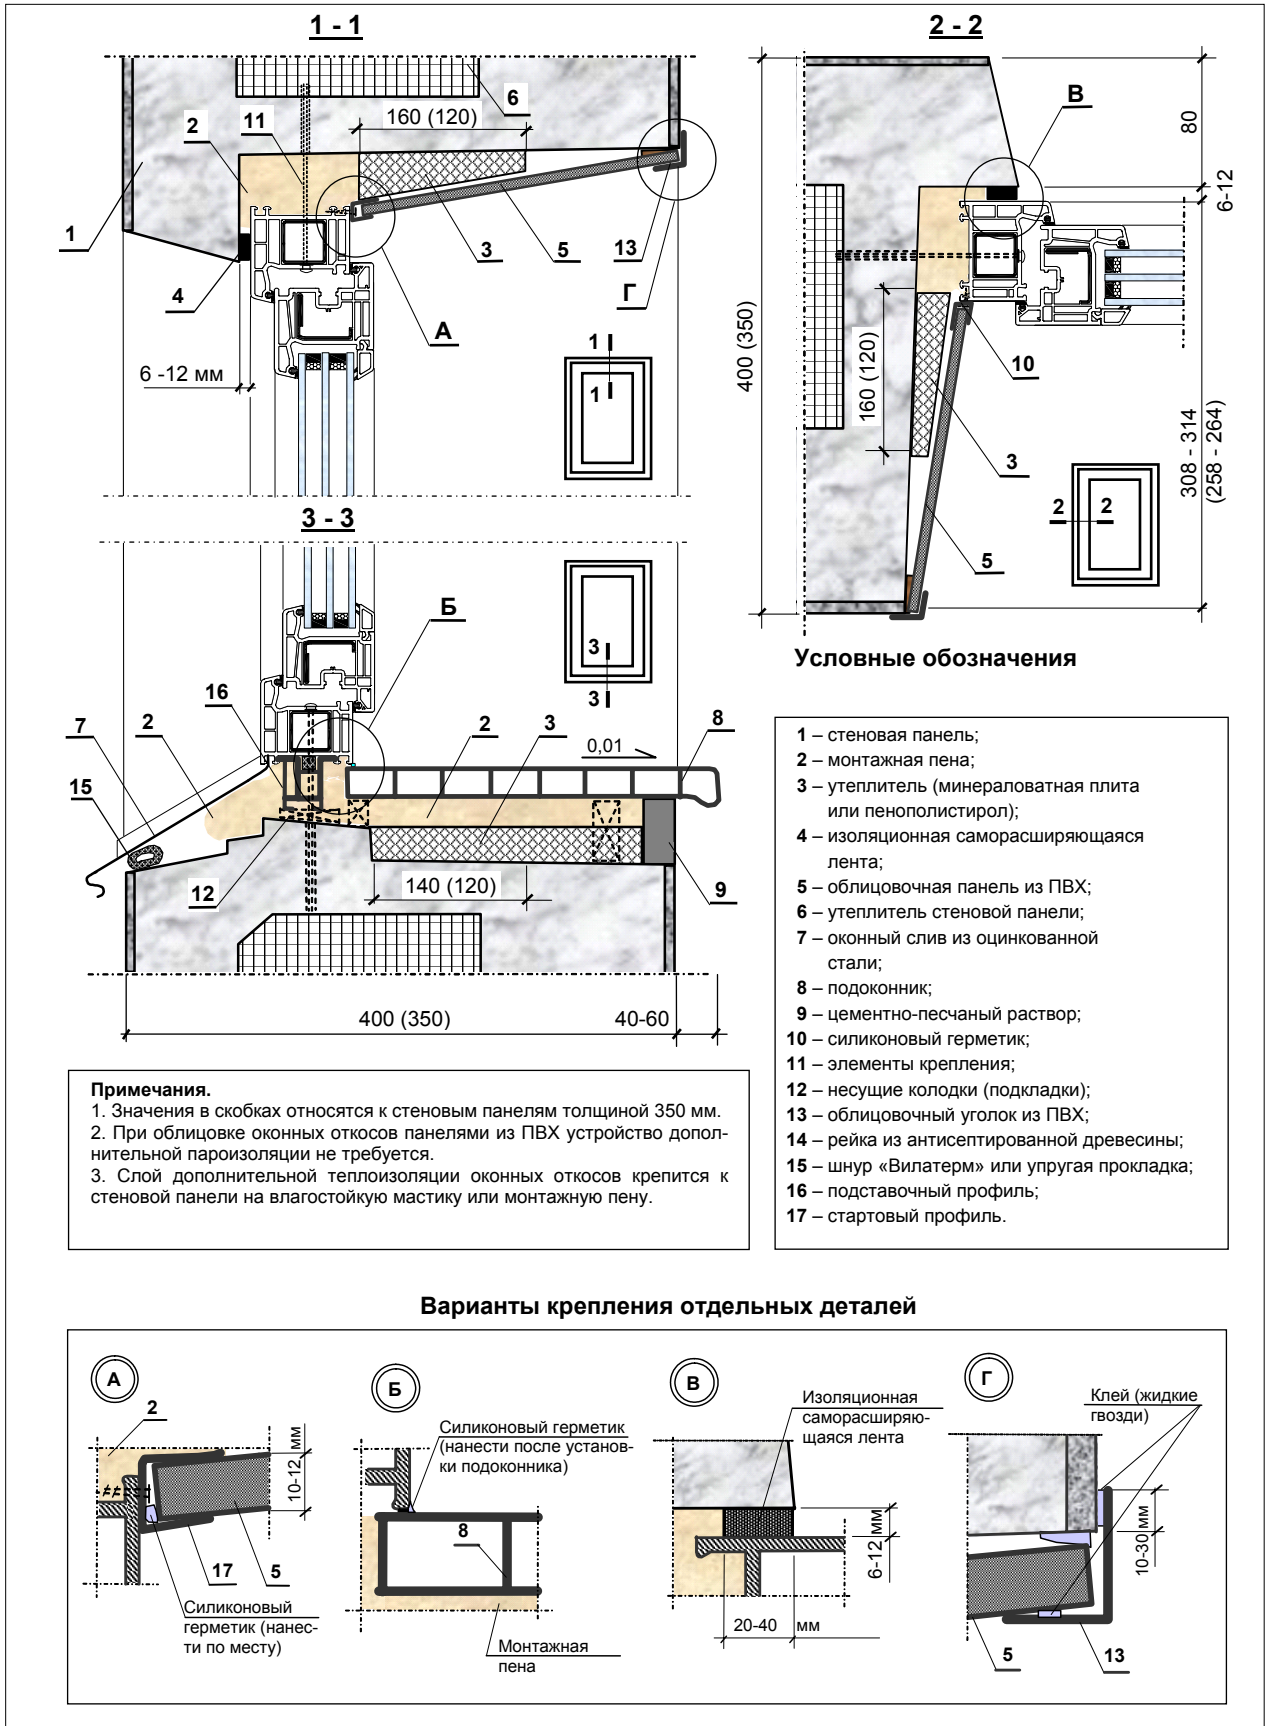 1 - 1
2 - 2
6
160 (120)
2
11
1
4
3
5
13
Г
А
6 -12 мм
1
1
В
80
6-12
400 (350)
160 (120)
10
3
308 - 314
(258 - 264)
2
2
5
3 - 3
Б
16
7
2
2
3
8
0,01
15
3
3
12
140 (120)
9
400 (350)
40-60
Условные обозначения
1 – стеновая панель;
2 – монтажная пена;
3 – утеплитель (минераловатная плита
или пенополистирол);
4 – изоляционная саморасширяющаяся
лента;
5 – облицовочная панель из ПВХ;
6 – утеплитель стеновой панели;
7 – оконный слив из оцинкованной
стали;
8 – подоконник;
9 – цементно-песчаный раствор;
10 – силиконовый герметик;
11 – элементы крепления;
12 – несущие колодки (подкладки);
13 – облицовочный уголок из ПВХ;
14 – рейка из антисептированной древесины;
15 – шнур «Вилатерм» или упругая прокладка;
16 – подставочный профиль;
17 – стартовый профиль.
Примечания.
1. Значения в скобках относятся к стеновым панелям толщиной 350 мм.
2. При облицовке оконных откосов панелями из ПВХ устройство допол-
нительной пароизоляции не требуется.
3. Слой дополнительной теплоизоляции оконных откосов крепится к
стеновой панели на влагостойкую мастику или монтажную пену.
Варианты крепления отдельных деталей
А
2
10-12 мм
17
5
Силиконовый
герметик (нанес-
ти по месту)
Б
Силиконовый герметик
(нанести после установ-
ки подоконника)
8
Монтажная
пена
В
Изоляционная
саморасширяю-
щаяся лента
6-12 мм
20-40 мм
Г
Клей (жидкие
гвозди)
10-30 мм
5
13